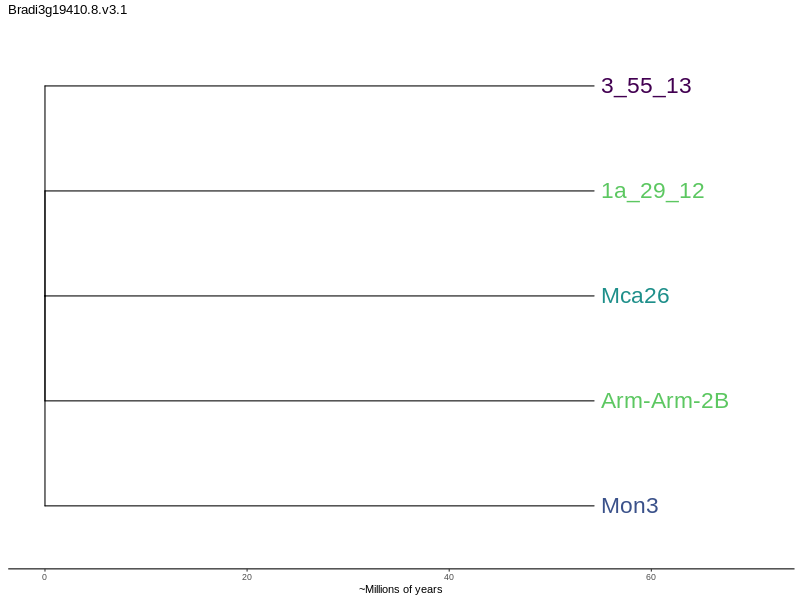 Bradi3g19410.8.v3.1
3_55_13
1a_29_12
Mca26
Arm-Arm-2B
Mon3
0 20 40 60
~Millions of years